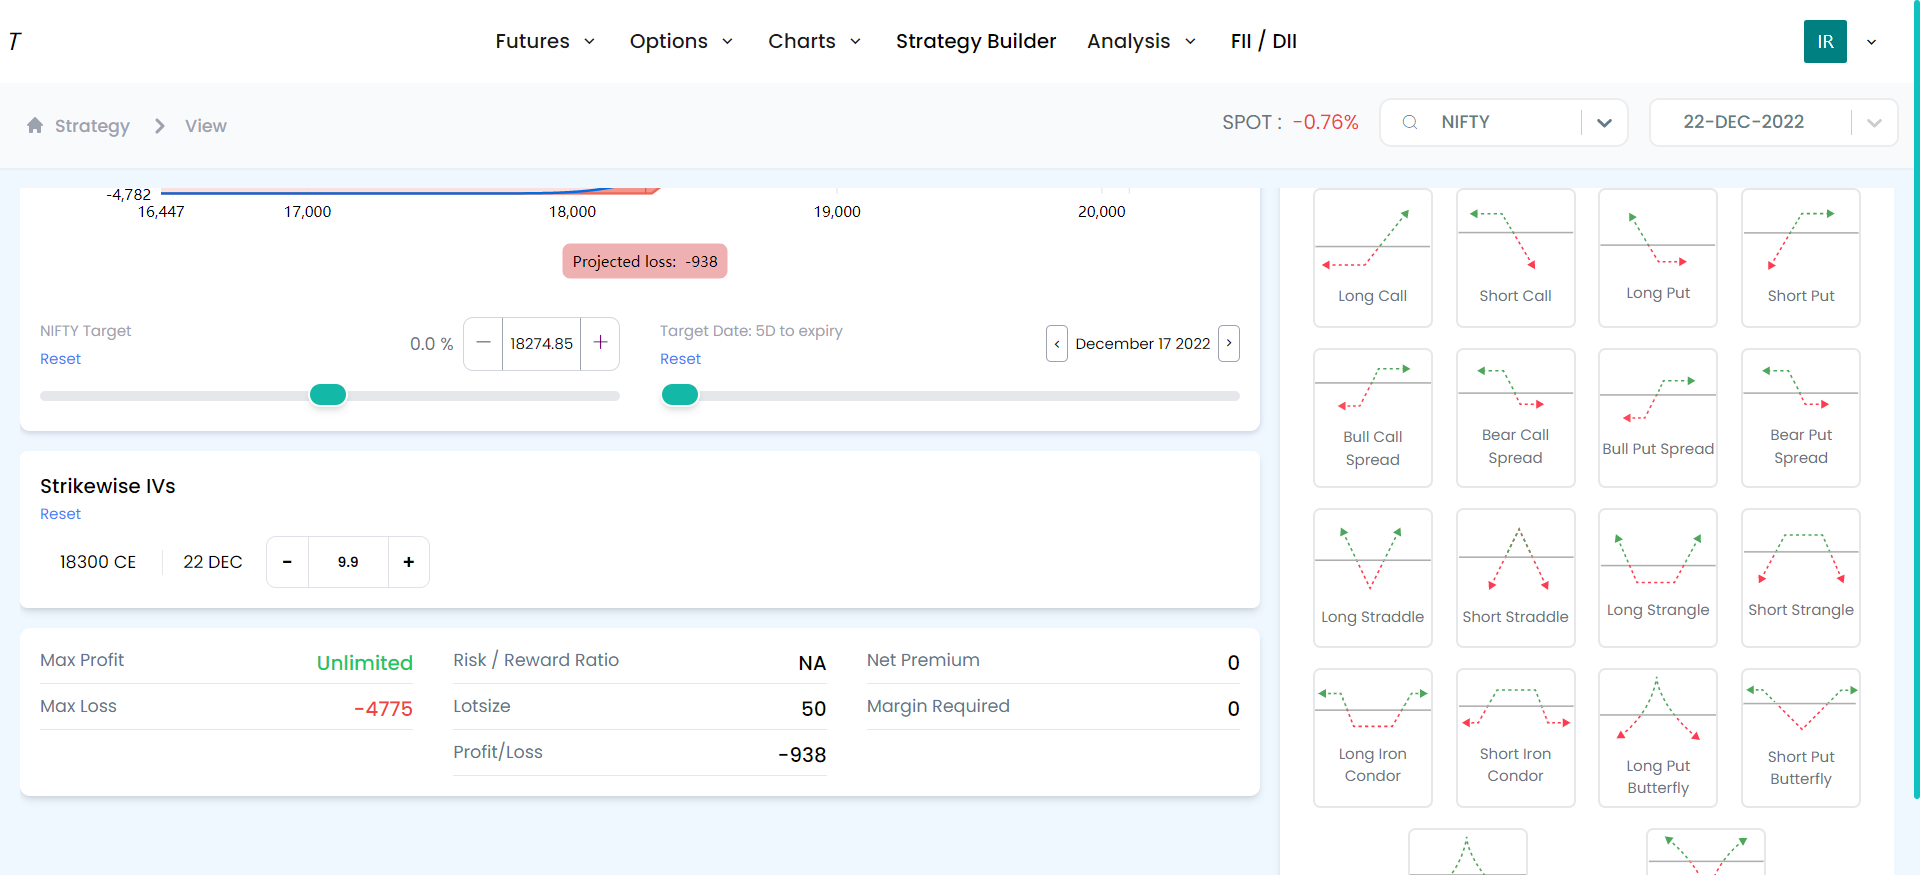 T
Futures
Options
Charts
Strategy Builder
Analysis
FII / DII
IR
Strategy
View
SPOT : -0.76%
NIFTY
22-DEC-2022
-4,782
16,447
17,000
18,000
19,000
20,000
Projected loss: -938
NIFTY Target
Reset
0.0 %
18274.85
Target Date: 5D to expiry
Reset
December 17 2022
Strikewise IVs
Reset
18300 CE
22 DEC
-
9.9
+
Max Profit
Unlimited
Max Loss
-4775
Risk / Reward Ratio
NA
Lotsize
50
Profit/Loss
-938
Net Premium
0
Margin Required
0
Long Call
Short Call
Long Put
Short Put
Bull Call
Spread
Bear Call
Spread
Bull Put Spread
Bear Put
Spread
Long Straddle
Short Straddle
Long Strangle
Short Strangle
Long Iron
Condor
Short Iron
Condor
Long Put
Butterfly
Short Put
Butterfly